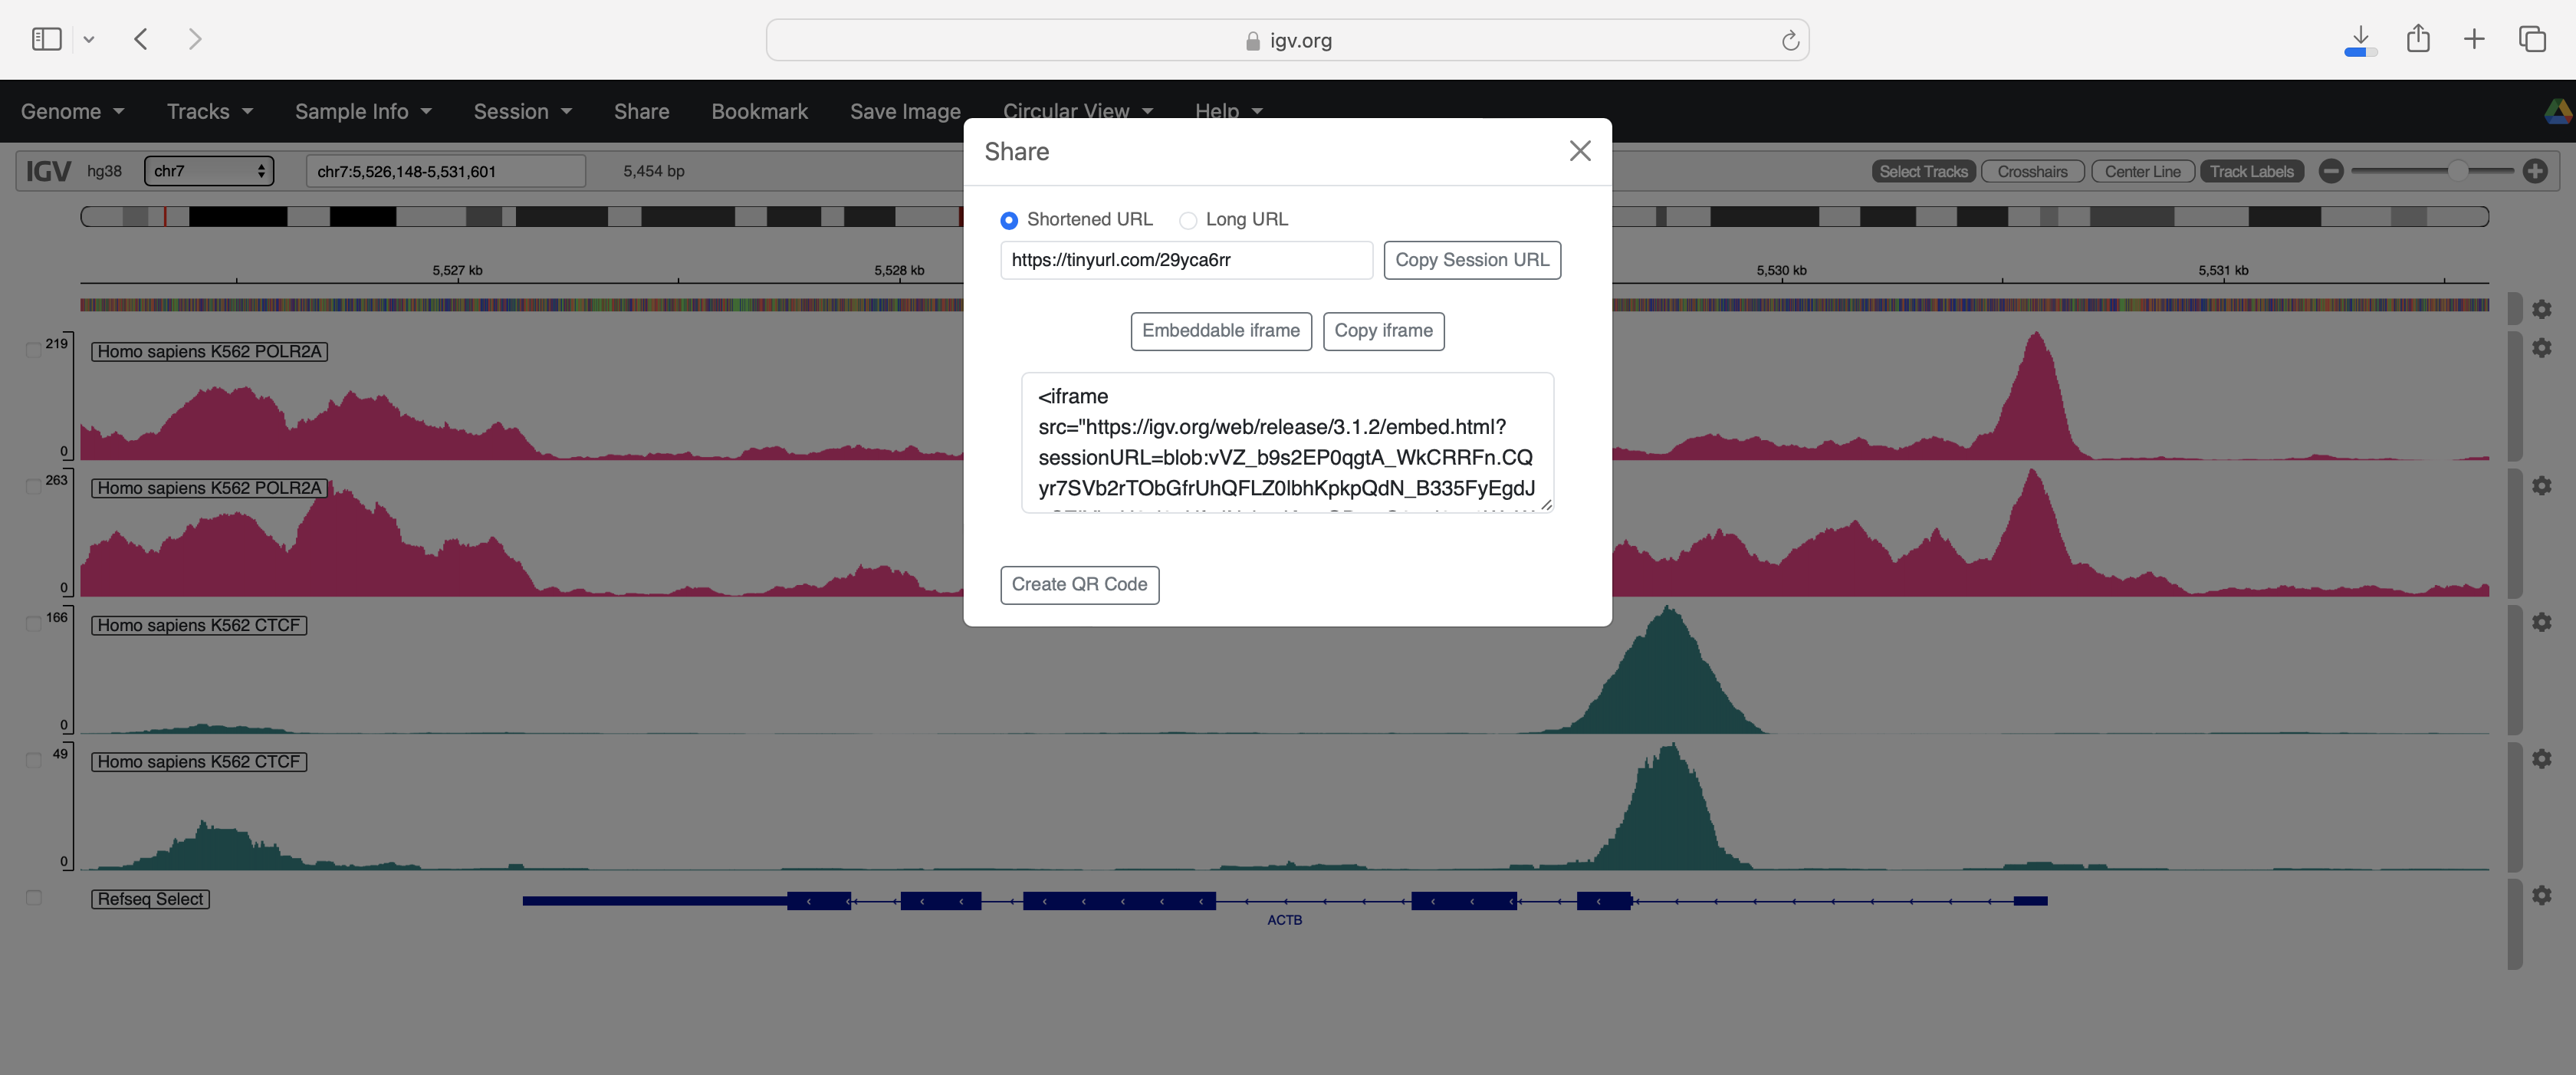 igv.org
Genome Tracks Sample Info Session Share Bookmark Save Image Circular View Help
IGV hg38 chr7 chr7:5,526,148-5,531,601 5,454 bp Select Tracks Crosshairs Center Line Track Labels
Share
Shortened URL Long URL
https://tinyurl.com/29yca6rr Copy Session URL
5,527 kb 5,528 kb 5,530 kb 5,531 kb
Embeddable iframe Copy iframe
<iframe
src="https://igv.org/web/release/3.1.2/embed.html?
sessionURL=blob:vVZ_b9s2EP0qgtA_WkCRRFn.CQ
yr7SVb2rTObGfrUhQFLZ0lbhKpkpQdN_B335FyEgdJ
Create QR Code
219
Homo sapiens K562 POLR2A
0
263
Homo sapiens K562 POLR2A
0
166
Homo sapiens K562 CTCF
0
49
Homo sapiens K562 CTCF
0
Refseq Select
ACTB